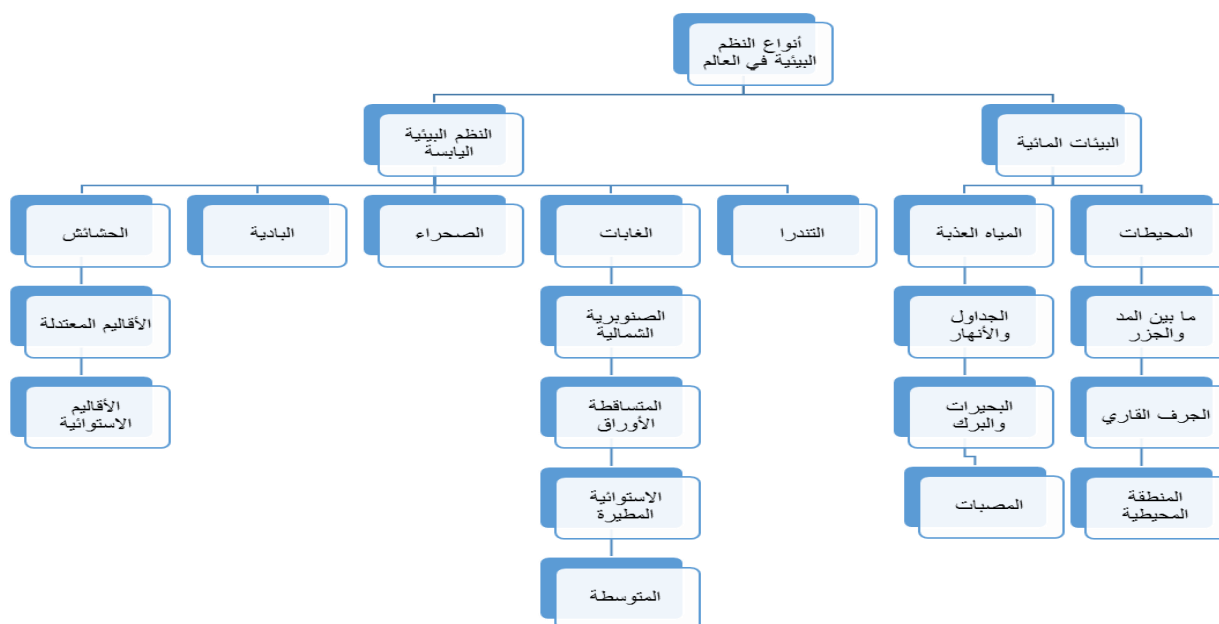 أنواع النظم
البيئية في العالم
البيئات المائية
النظم البيئية
اليابسة
المحيطات
المياه العذبة
التندرا
الغابات
الصحراء
البادية
الحشائش
ما بين المد
والجزر
الجداول
والأنهار
الصنوبرية
الشمالية
الأقاليم المعتدلة
الجرف القاري
البحيرات
والبرك
المتساقطة
الأوراق
الأقاليم
الاستوائية
المنطقة
المحيطية
المصبات
الاستوائية
المطيرة
المتوسطة